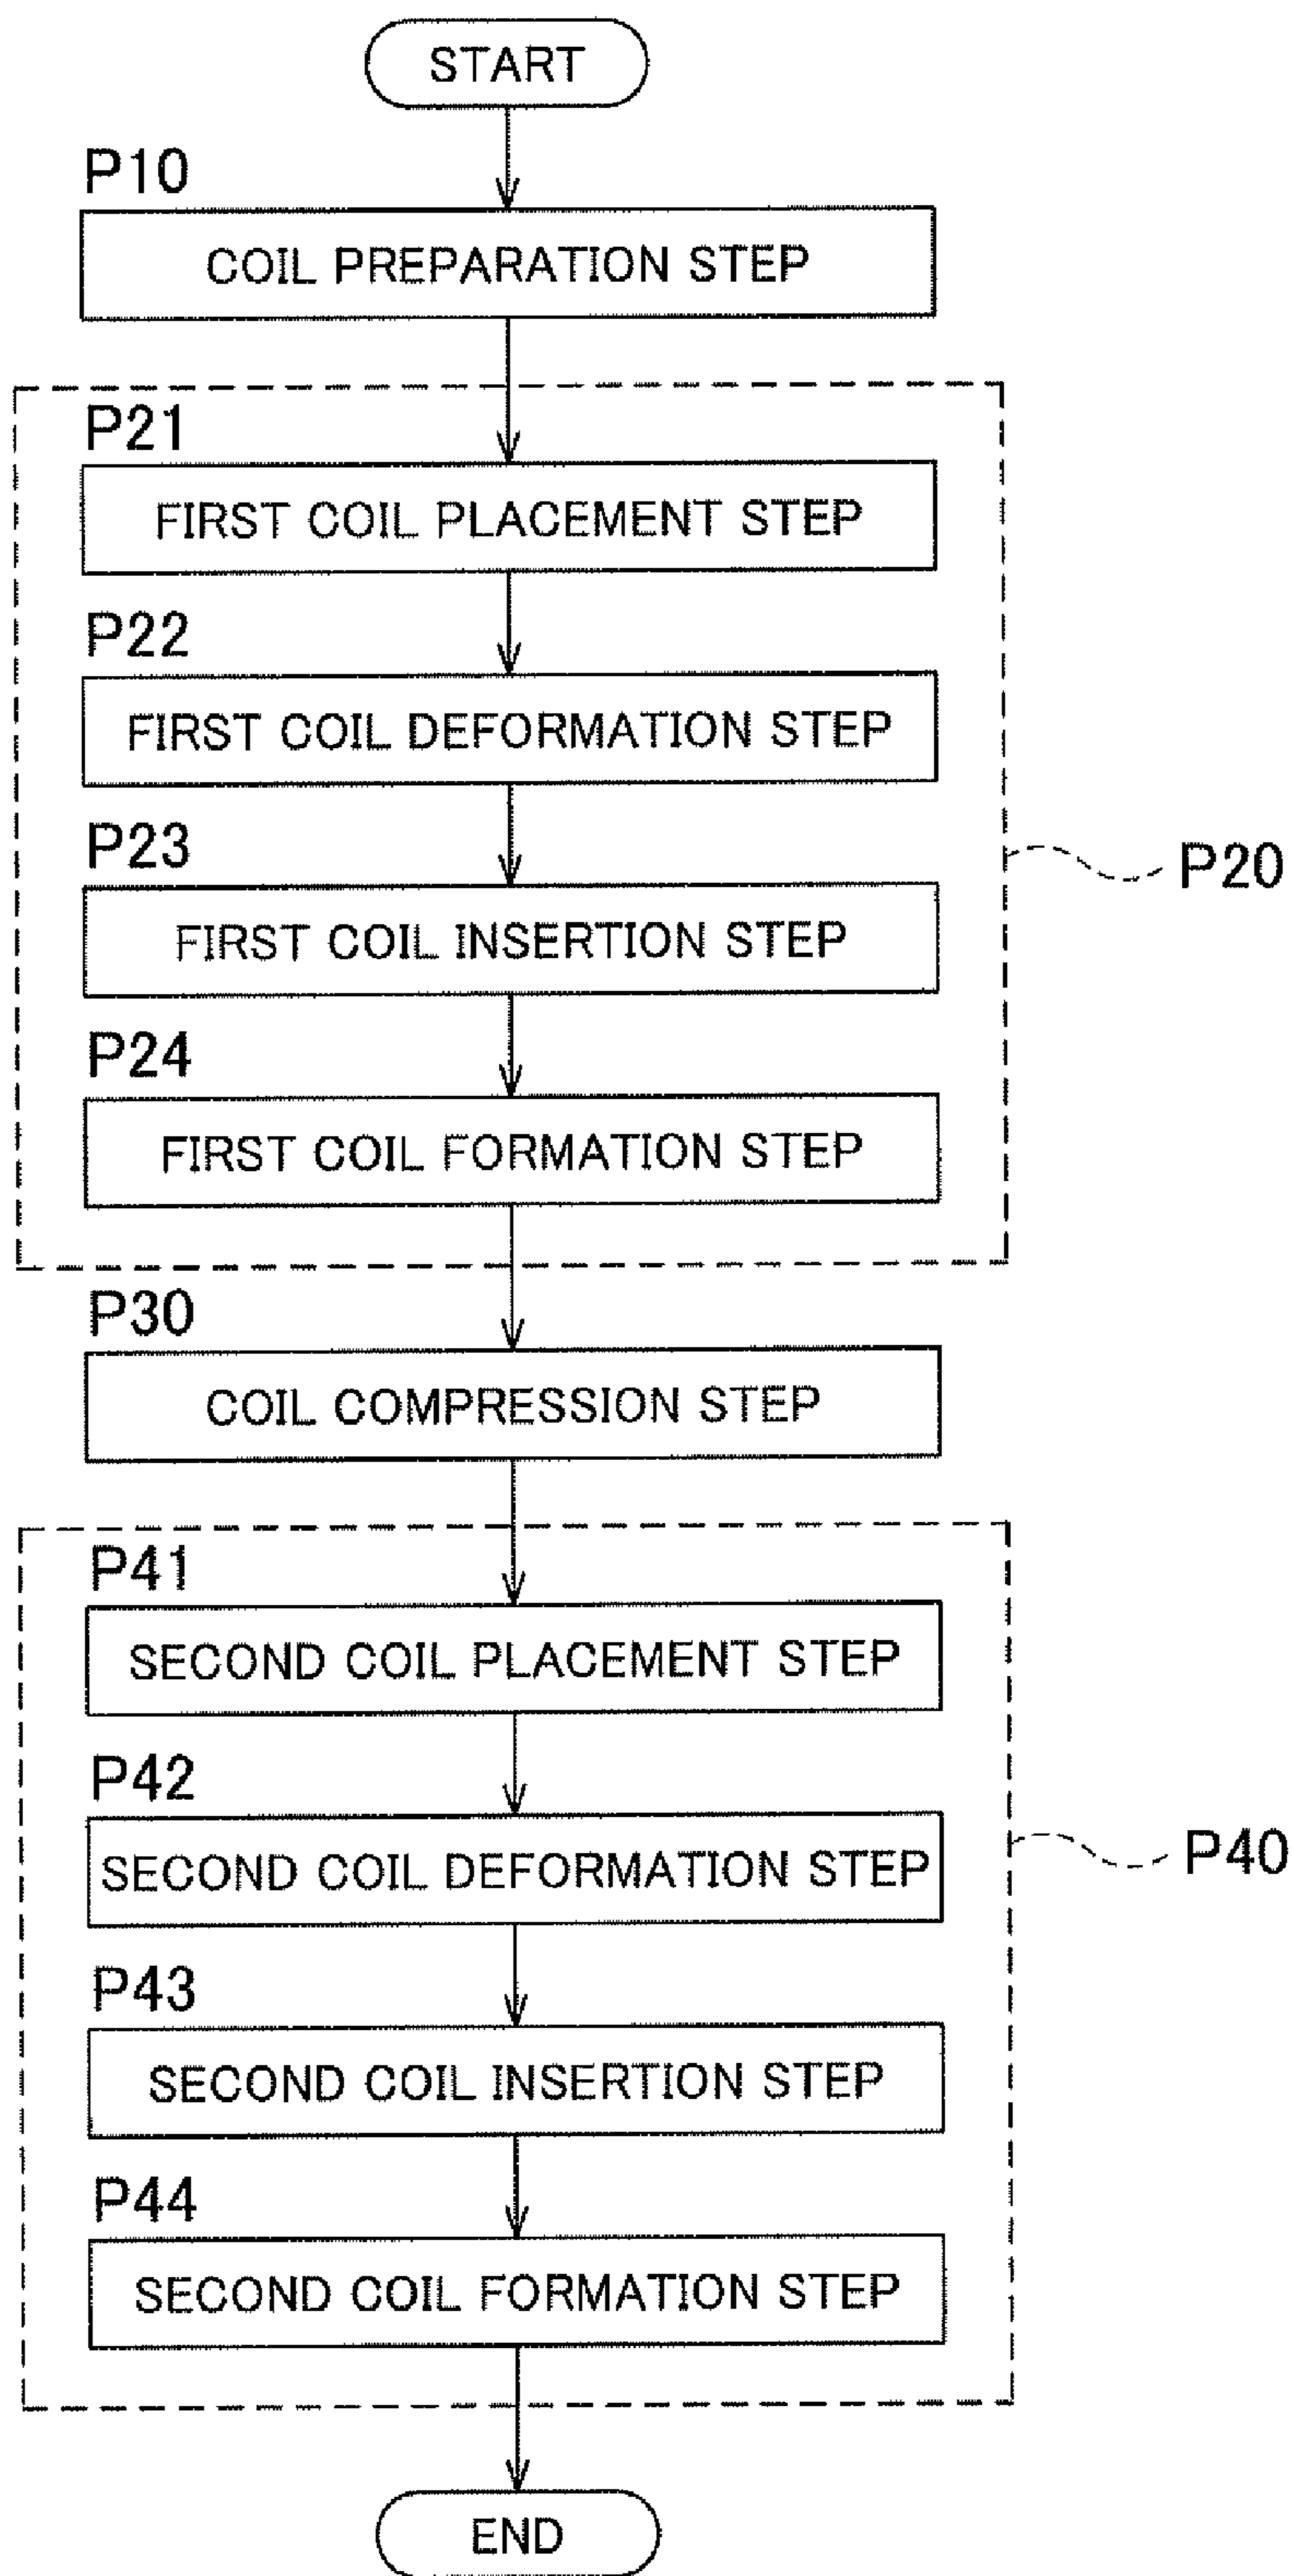 START
P10
COIL PREPARATION STEP
P21
FIRST COIL PLACEMENT STEP
P22
FIRST COIL DEFORMATION STEP
P23
FIRST COIL INSERTION STEP
P20
P24
FIRST COIL FORMATION STEP
P30
COIL COMPRESSION STEP
P41
SECOND COIL PLACEMENT STEP
P42
SECOND COIL DEFORMATION STEP
P40
P43
SECOND COIL INSERTION STEP
P44
SECOND COIL FORMATION STEP
END